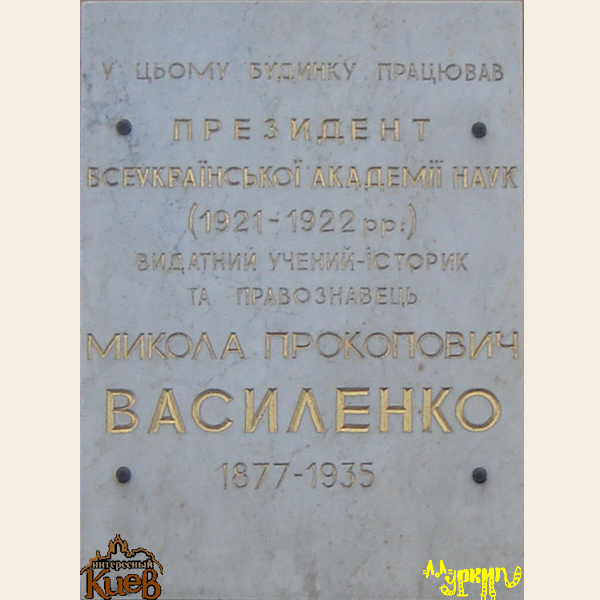 У ЦЬОМУ БУДИНКУ ПРАЦЮВАВ
ПРЕЗИДЕНТ
ВСЕУКРАЇНСЬКОЇ АКАДЕМІЇ НАУК
(1921-1922 рр.)
ВИДАТНИЙ УЧЕНИЙ-ІСТОРИК
ТА ПРАВОЗНАВЕЦЬ
МИКОЛА ПРОКОПОВИЧ
ВАСИЛЕНКО
1877-1935
интересный
Киев